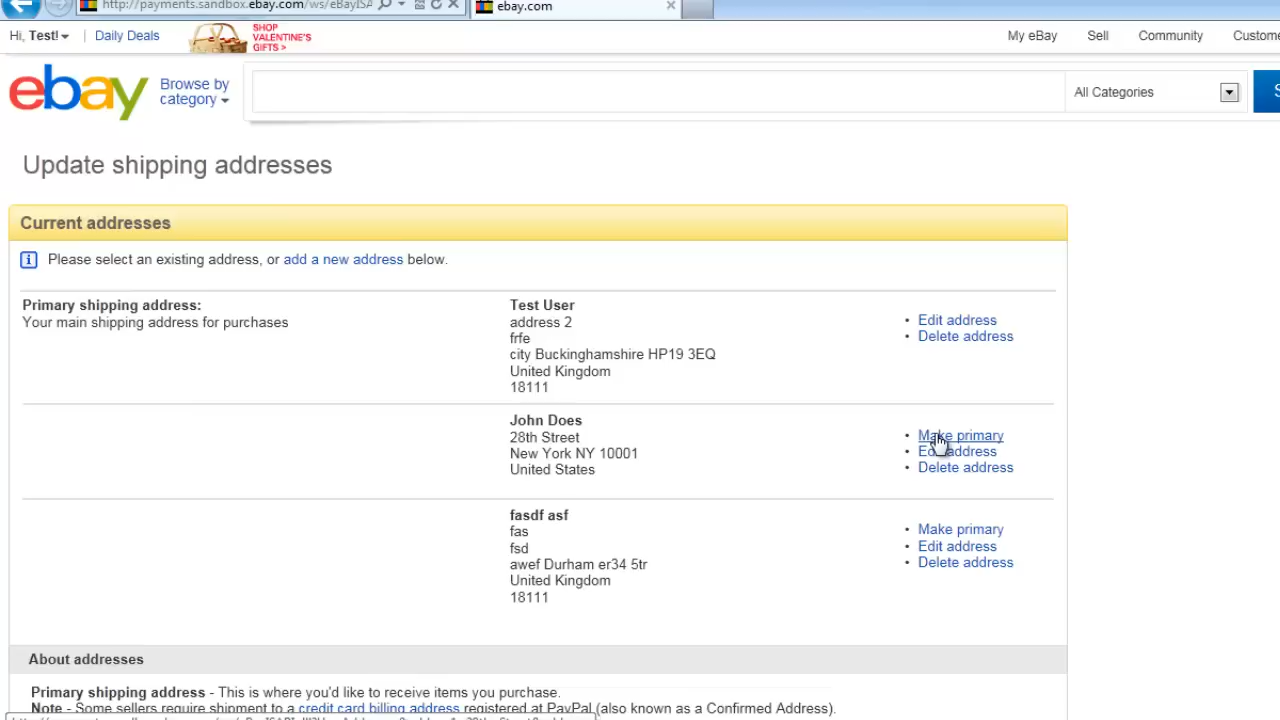 http://payments.sandbox.ebay.com/ws/eBayISA
ebay.com
Hi, Test!
Daily Deals
SHOP
VALENTINE'S
GIFTS >
My eBay
Sell
Community
Custome
ebay
Browse by
category
All Categories
S
Update shipping addresses
Current addresses
Please select an existing address, or add a new address below.
Primary shipping address:
Your main shipping address for purchases
Test User
address 2
frfe
city Buckinghamshire HP19 3EQ
United Kingdom
18111
• Edit address
• Delete address
John Does
28th Street
New York NY 10001
United States
• Make primary
• Edit address
• Delete address
fasdf asf
fas
fsd
awef Durham er34 5tr
United Kingdom
18111
• Make primary
• Edit address
• Delete address
About addresses
Primary shipping address - This is where you'd like to receive items you purchase.
Note - Some sellers require shipment to a credit card billing address registered at PayPal (also known as a Confirmed Address).